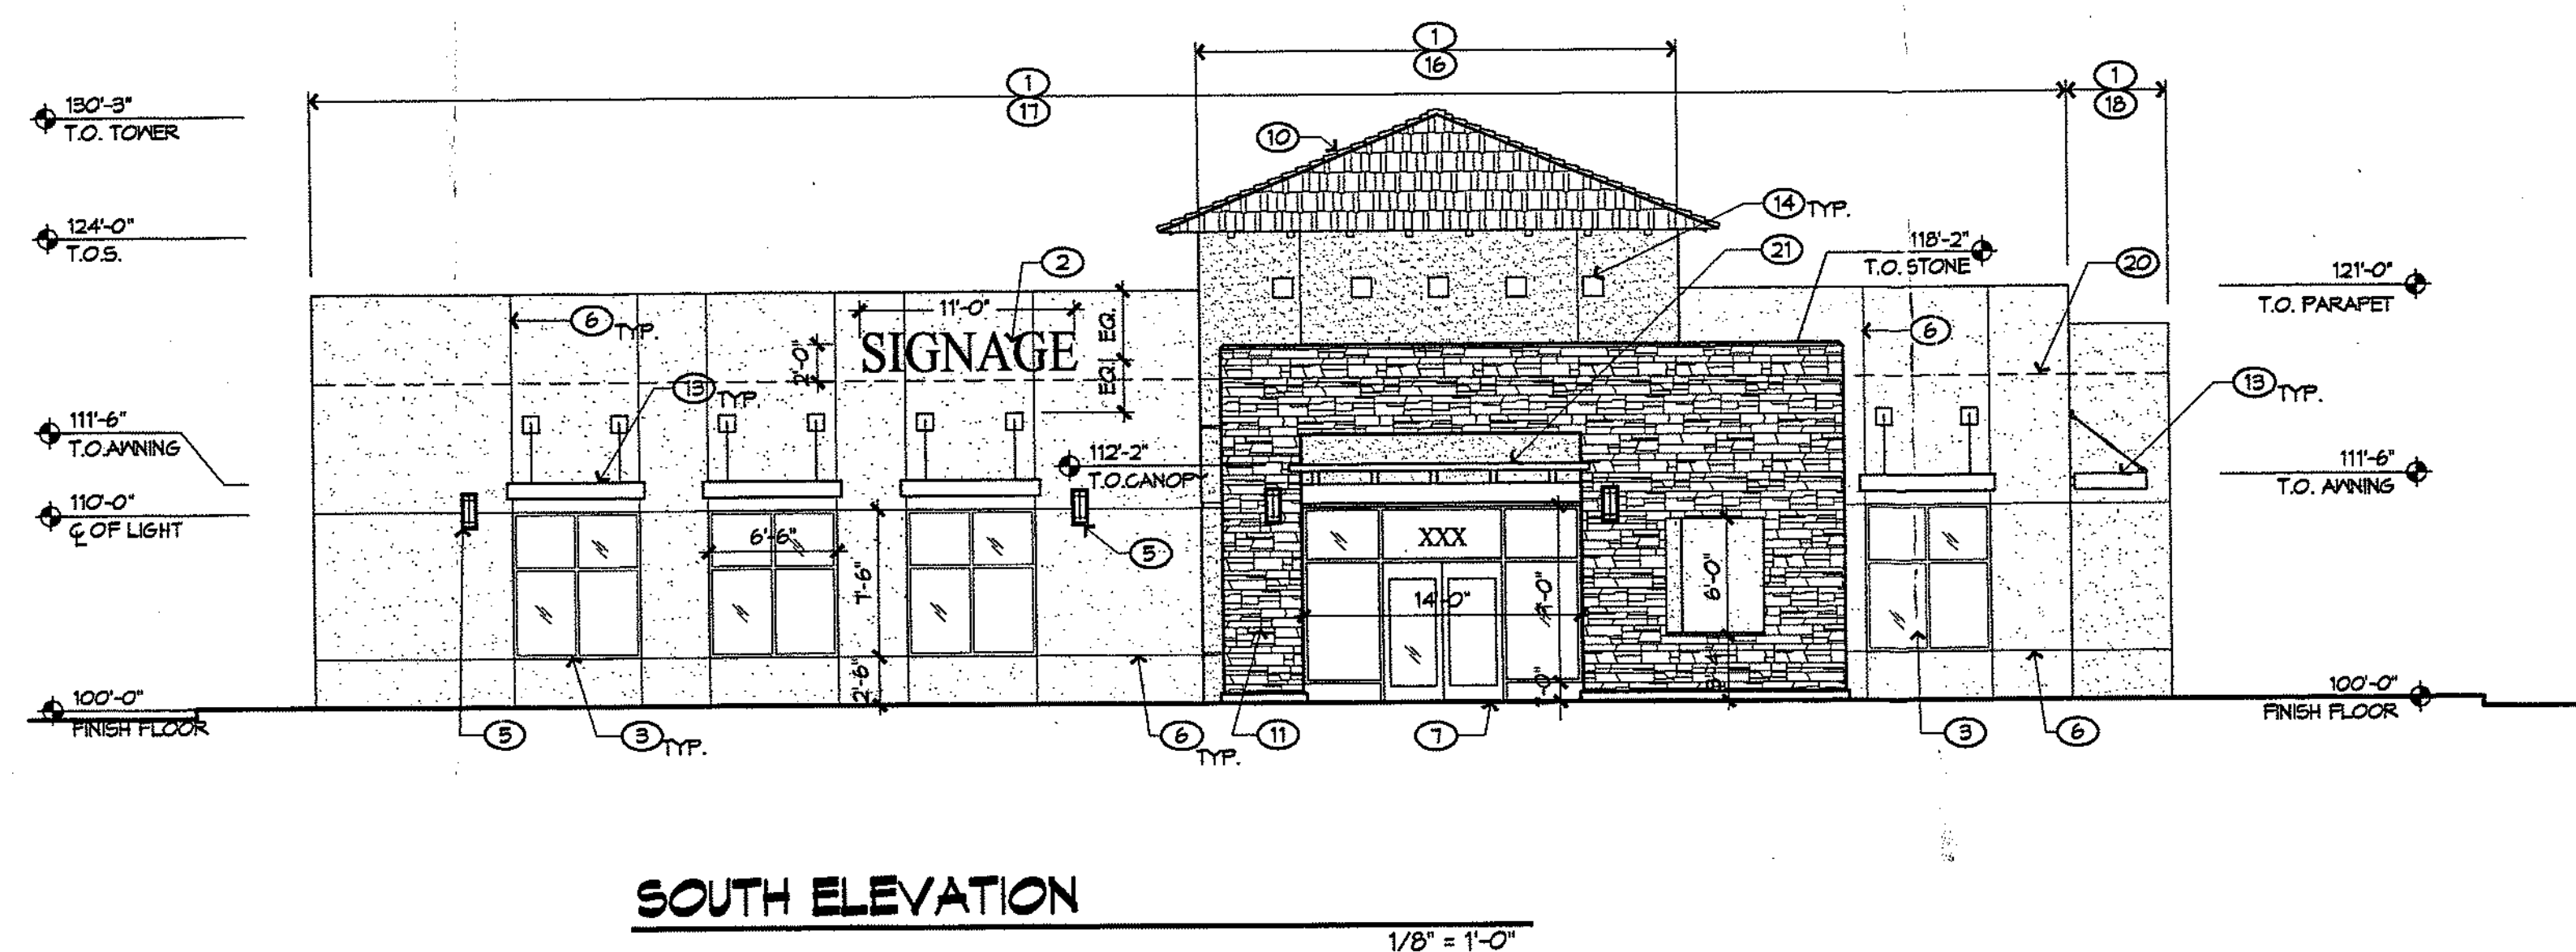 1
16
1
17
1
18
130'-3"
T.O. TOWER
10
124'-0"
T.O.S.
14 TYP.
2
21
118'-2"
T.O. STONE
20
121'-0"
T.O. PARAPET
11'-0"
6 TYP.
EQ. EQ.
6
SIGNAGE
2'-0"
13 TYP.
13 TYP.
111'-6"
T.O.AWNING
112'-2"
T.O.CANOPY
111'-6"
T.O. AWNING
110'-0"
℄ OF LIGHT
6'-6"
XXX
5
7'-6"
14'-0"
6'-0"
2'-6"
100'-0"
FINISH FLOOR
100'-0"
FINISH FLOOR
5
3 TYP.
6 TYP.
11
7
3
6
SOUTH ELEVATION
1/8" = 1'-0"